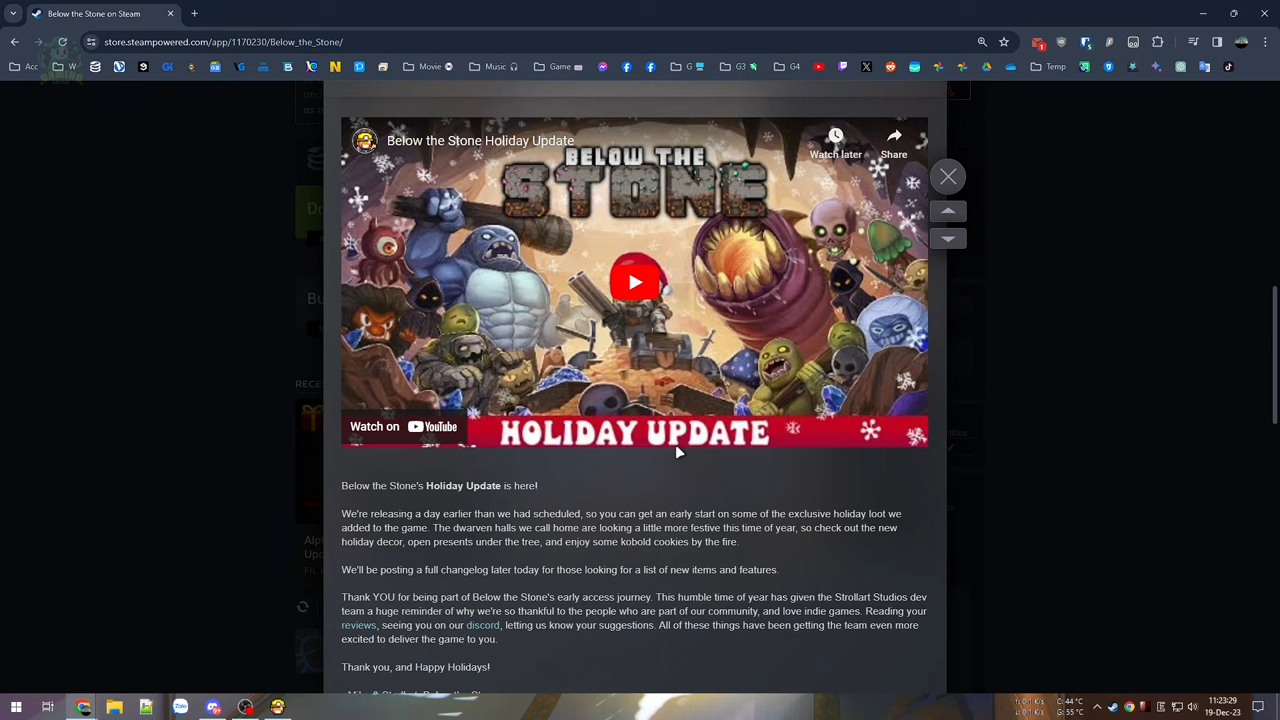 Below the Stone on Steam
store.steampowered.com/app/1170230/Below_the_Stone/
Movie
Music
Game
G
G3
G4
Temp
Below the Stone Holiday Update
Watch later
Share
BELOW THE
STONE
Watch on YouTube
HOLIDAY UPDATE
Below the Stone's Holiday Update is here!
We're releasing a day earlier than we had scheduled, so you can get an early start on some of the exclusive holiday loot we
added to the game. The dwarven halls we call home are looking a little more festive this time of year, so check out the new
holiday decor, open presents under the tree, and enjoy some kobold cookies by the fire.
We'll be posting a full changelog later today for those looking for a list of new items and features.
Thank YOU for being part of Below the Stone's early access journey. This humble time of year has given the Strollart Studios dev
team a huge reminder of why we're so thankful to the people who are part of our community, and love indie games. Reading your
reviews, seeing you on our discord, letting us know your suggestions. All of these things have been getting the team even more
excited to deliver the game to you.
Thank you, and Happy Holidays!
C: 44 °C
G: 55 °C
11:23:29
19-Dec-23